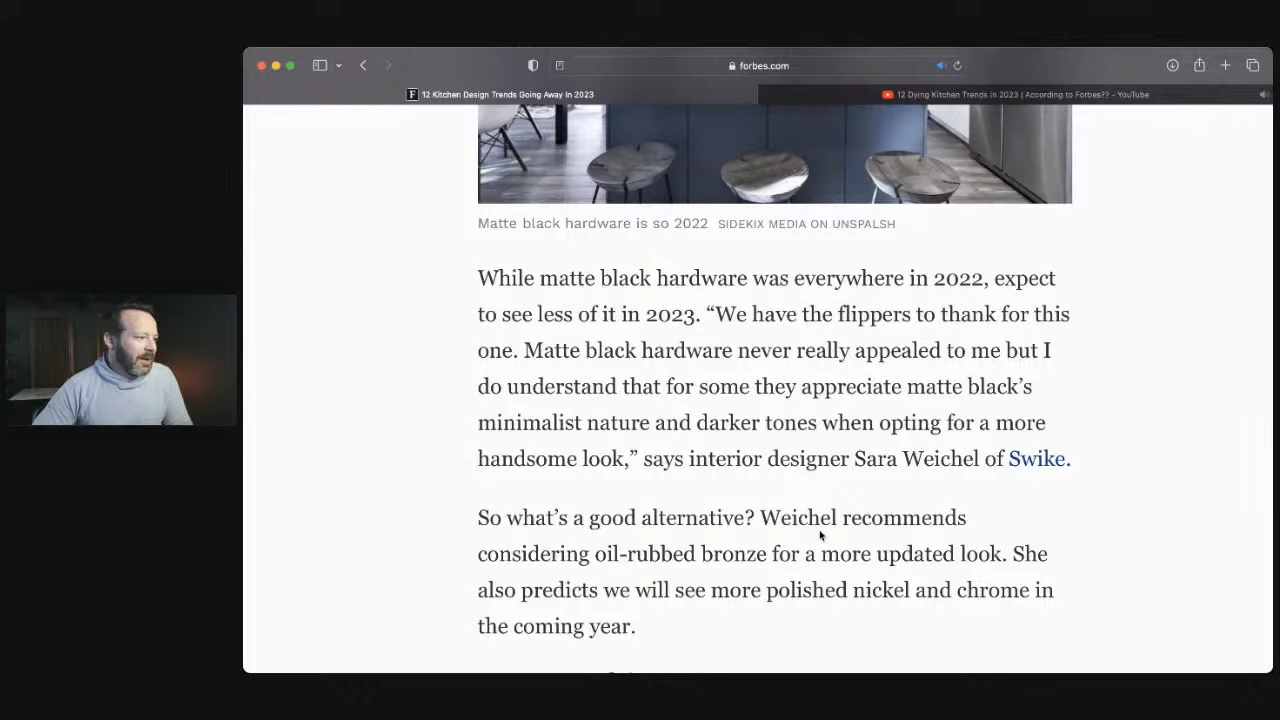 forbes.com
12 Kitchen Design Trends Going Away In 2023
12 Dying Kitchen Trends in 2023 | According to Forbes?? - YouTube
Matte black hardware is so 2022 SIDEKIX MEDIA ON UNSPALSH
While matte black hardware was everywhere in 2022, expect
to see less of it in 2023. “We have the flippers to thank for this
one. Matte black hardware never really appealed to me but I
do understand that for some they appreciate matte black’s
minimalist nature and darker tones when opting for a more
handsome look,” says interior designer Sara Weichel of Swike.
So what’s a good alternative? Weichel recommends
considering oil-rubbed bronze for a more updated look. She
also predicts we will see more polished nickel and chrome in
the coming year.